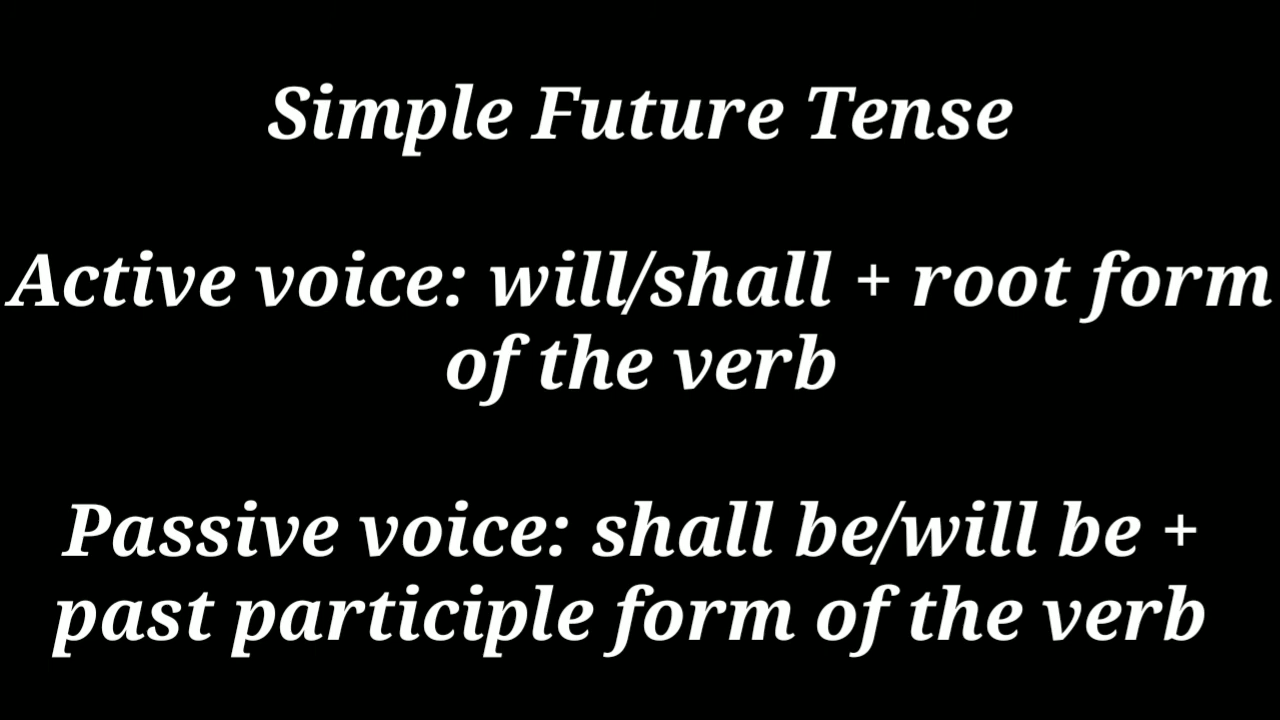 Simple Future Tense
Active voice: will/shall + root form
of the verb
Passive voice: shall be/will be +
past participle form of the verb